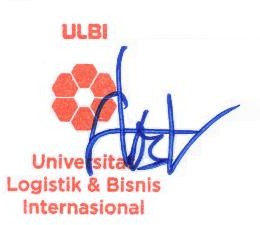 ULBI
Universitas
Logistik & Bisnis
Internasional